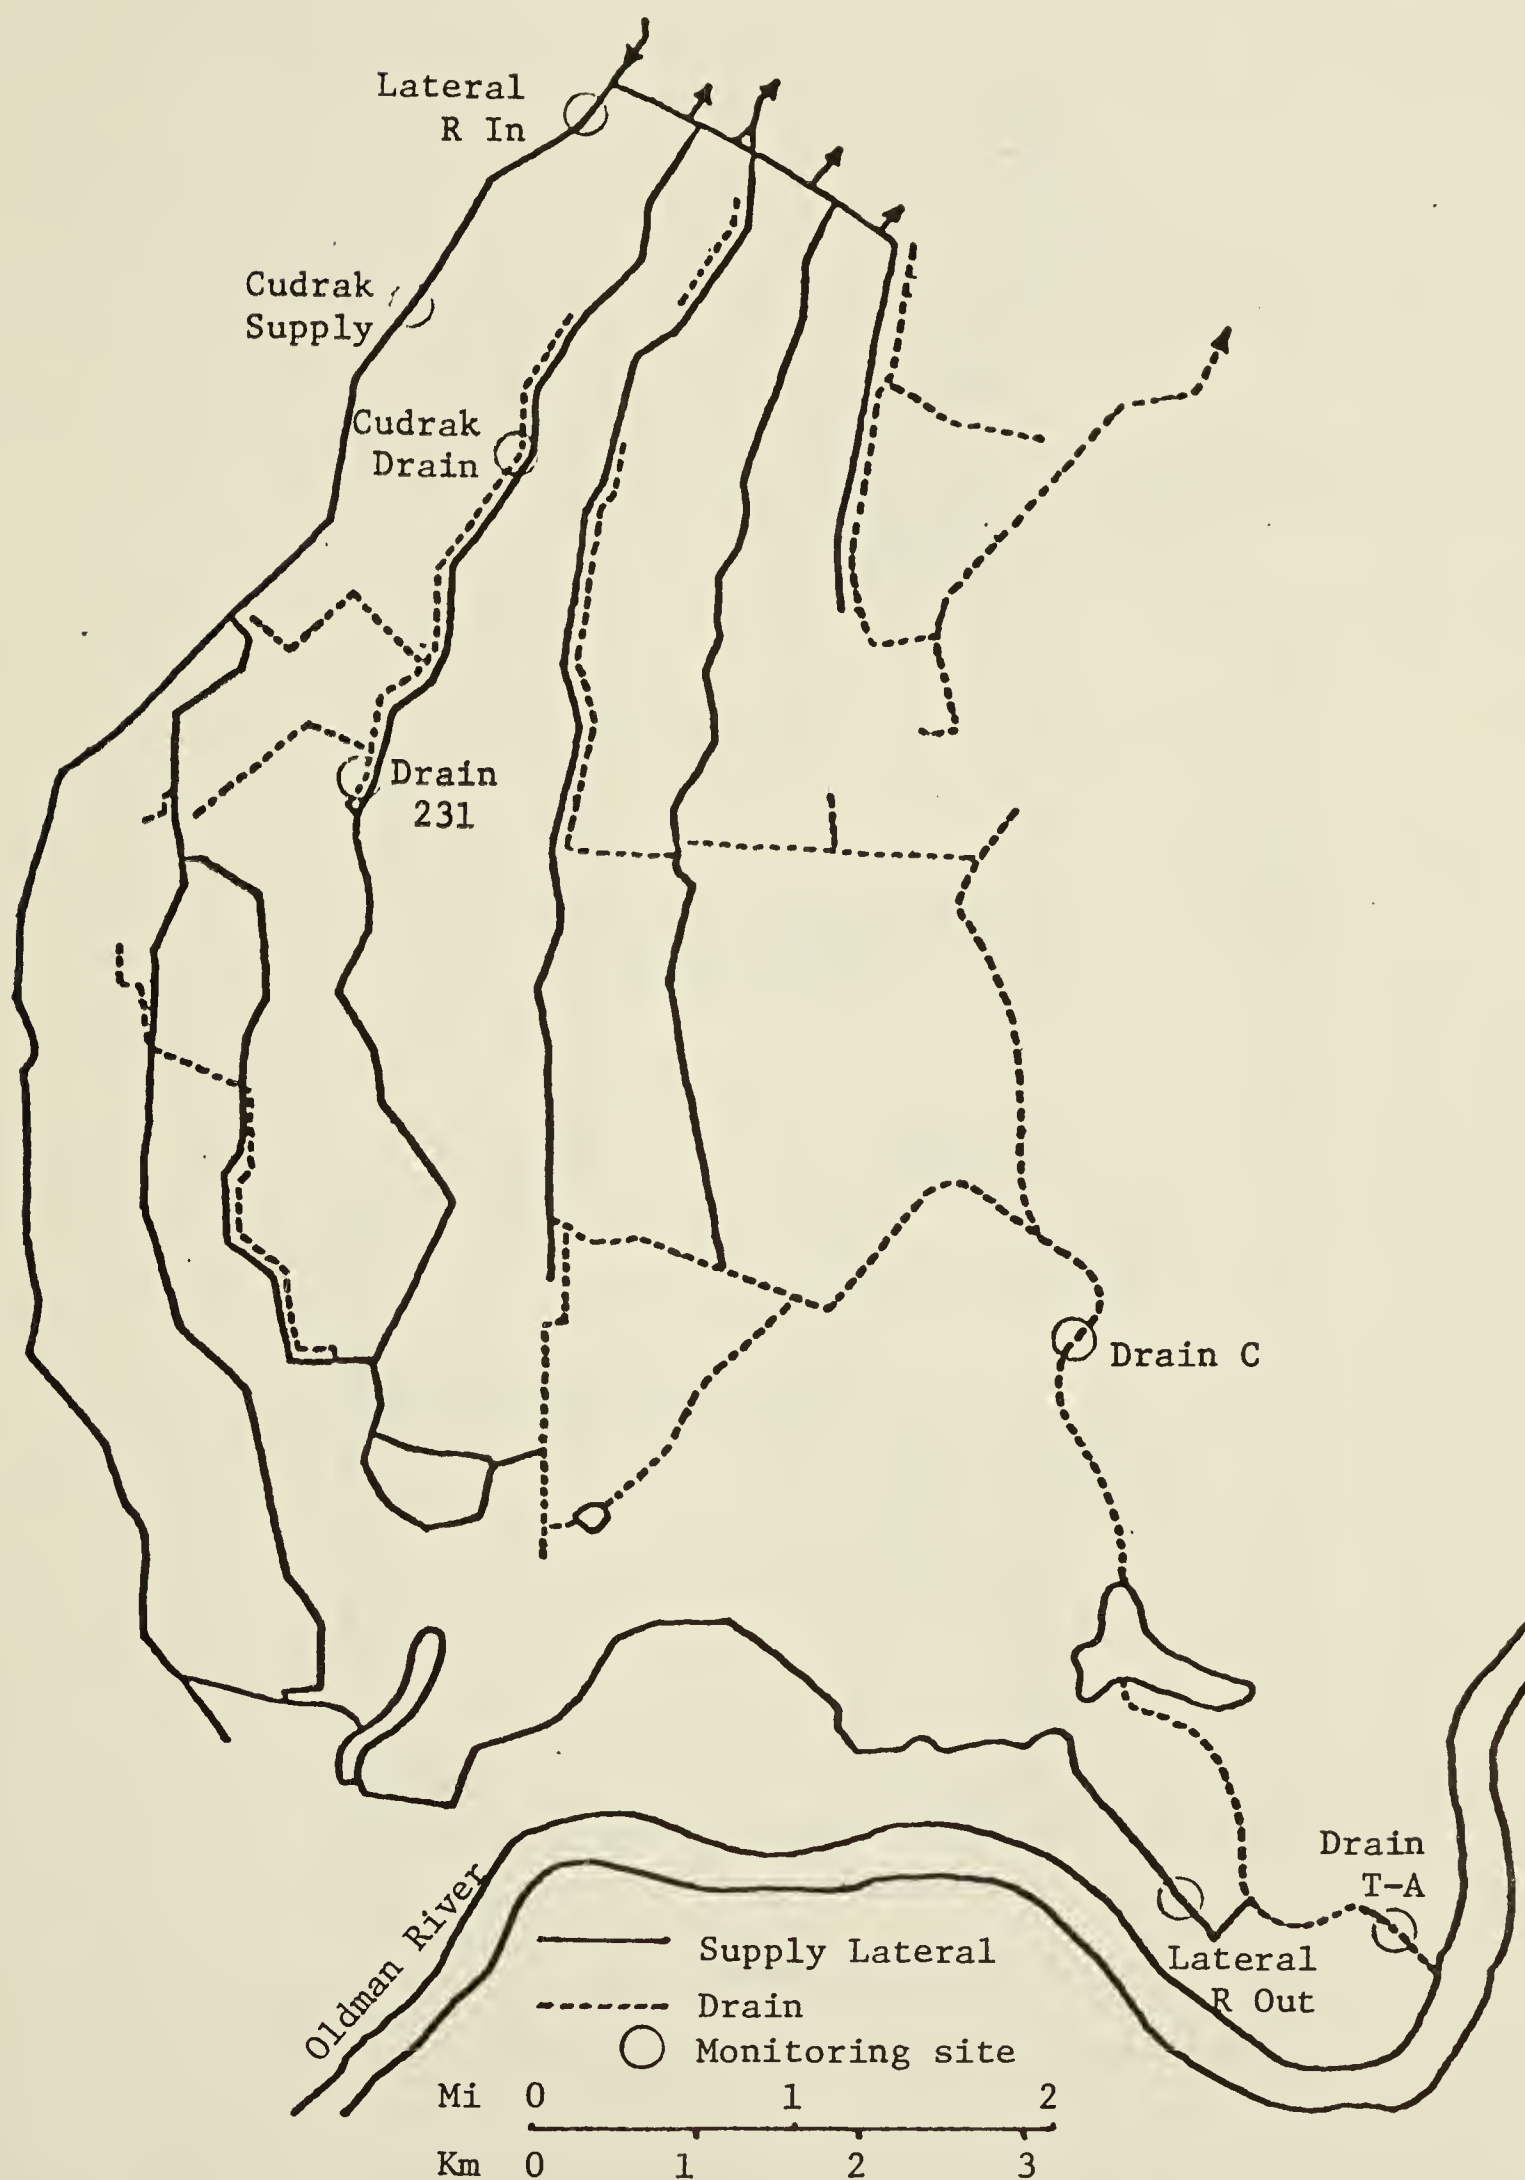 Lateral
R In
Cudrak
Supply
Cudrak
Drain
Drain
231
Drain C
Drain
T-A
Lateral
R Out
Oldman River
Supply Lateral
Drain
Monitoring site
Mi 0 1 2
Km 0 1 2 3